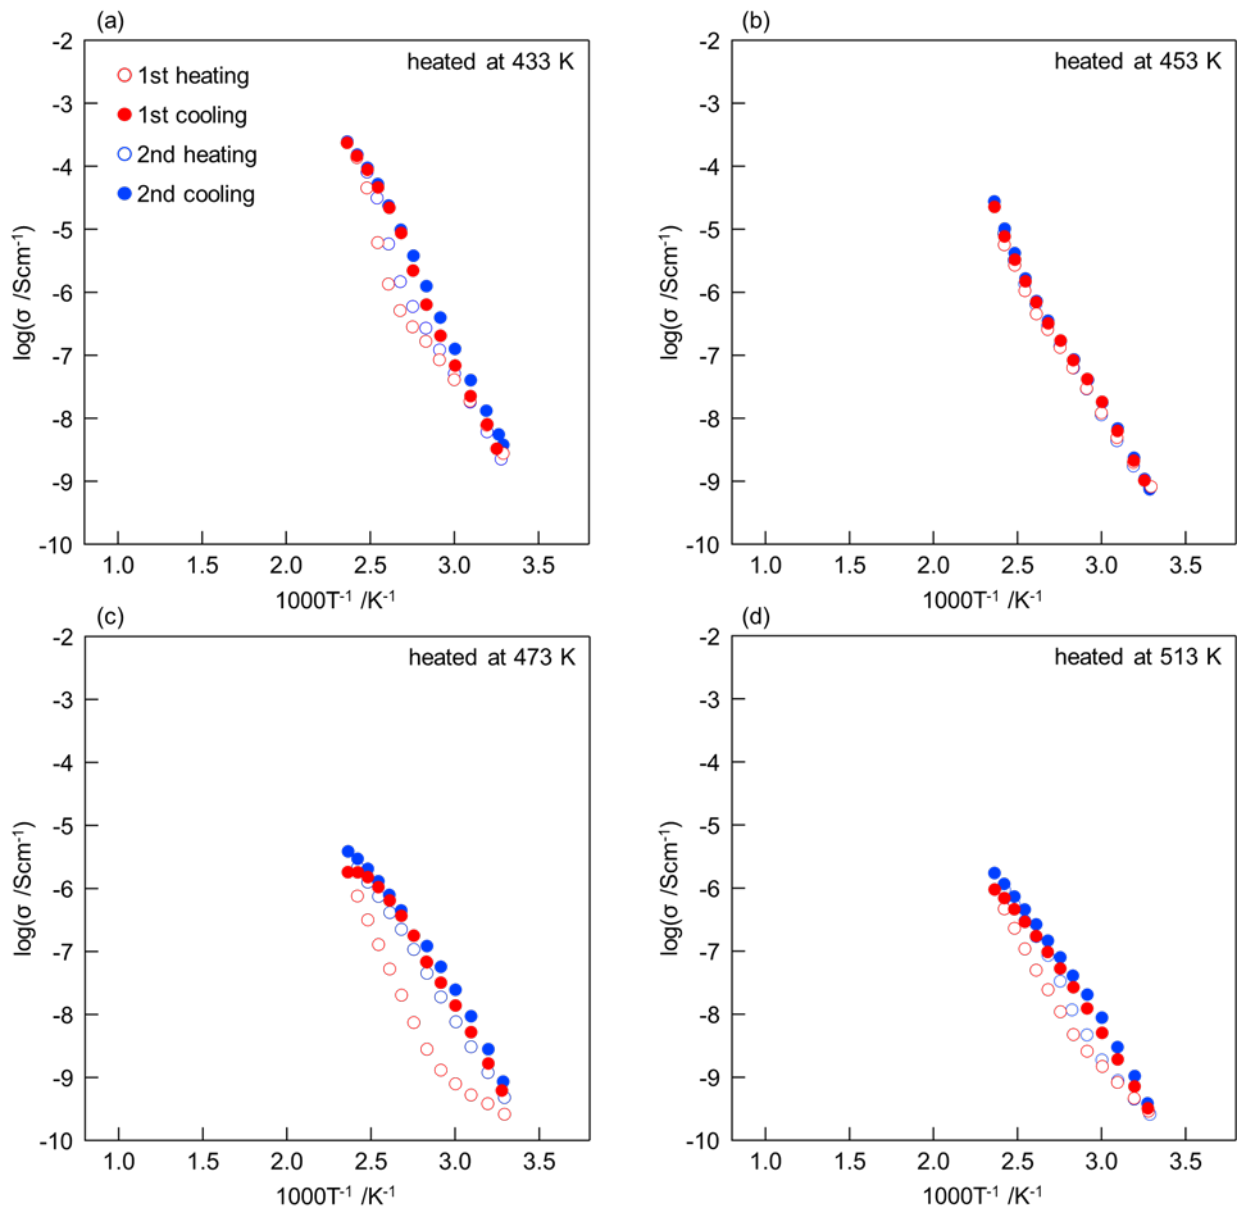 (a)
heated at 433 K
1st heating
1st cooling
2nd heating
2nd cooling
-2
-3
-4
-5
-6
-7
-8
-9
-10
log(σ /Scm⁻¹)
1.0 1.5 2.0 2.5 3.0 3.5
1000T⁻¹ /K⁻¹
(b)
heated at 453 K
-2
-3
-4
-5
-6
-7
-8
-9
-10
log(σ /Scm⁻¹)
1.0 1.5 2.0 2.5 3.0 3.5
1000T⁻¹ /K⁻¹
(c)
heated at 473 K
-2
-3
-4
-5
-6
-7
-8
-9
-10
log(σ /Scm⁻¹)
1.0 1.5 2.0 2.5 3.0 3.5
1000T⁻¹ /K⁻¹
(d)
heated at 513 K
-2
-3
-4
-5
-6
-7
-8
-9
-10
log(σ /Scm⁻¹)
1.0 1.5 2.0 2.5 3.0 3.5
1000T⁻¹ /K⁻¹